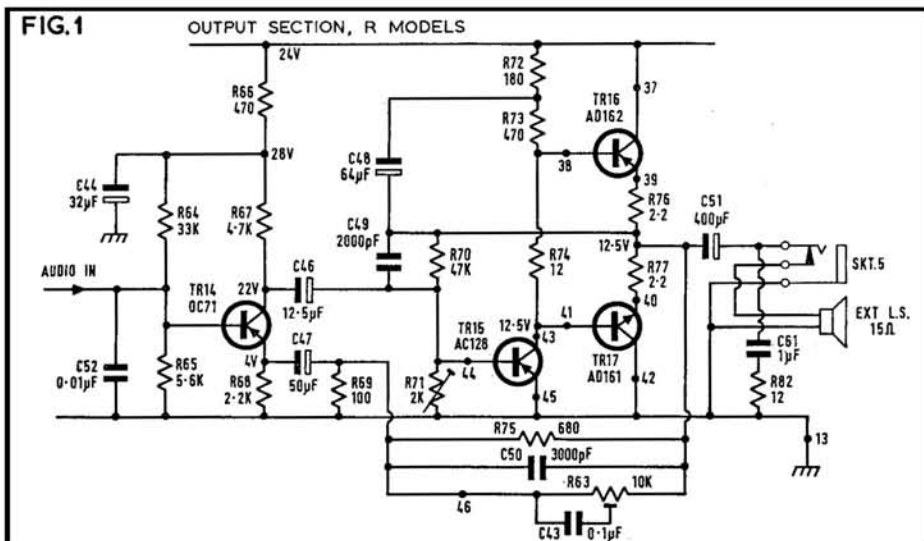 FIG.1
OUTPUT SECTION, R MODELS
24V
R66
470
28V
C44
32µF
R64
33K
R67
4·7K
AUDIO IN
C52
0·01µF
R65
5·6K
TR14
OC71
22V
4V
R68
2·2K
C46
12·5µF
C47
50µF
R69
100
C48
64µF
C49
2000pF
R70
47K
R71
2K
44
R72
180
R73
470
38
R74
12
TR15
AC128
12·5V
43
45
41
TR16
AD162
37
39
R76
2·2
12·5V
R77
2·2
40
TR17
AD161
42
C51
400µF
SKT.5
EXT L.S.
15Ω
C61
1µF
R82
12
13
R75 680
C50 3000pF
R63 10K
46
C43 0·1µF